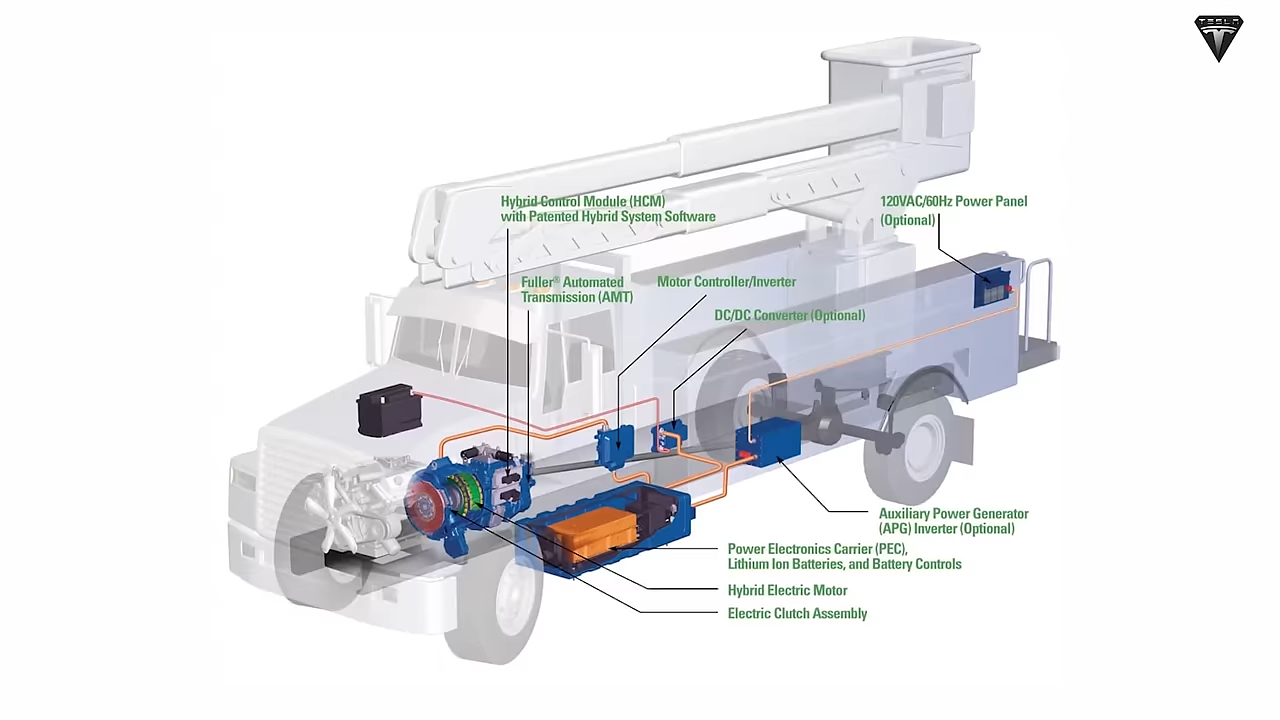 TESLA
Hybrid Control Module (HCM)
with Patented Hybrid System Software
120VAC/60Hz Power Panel
(Optional)
Fuller® Automated
Transmission (AMT)
Motor Controller/Inverter
DC/DC Converter (Optional)
Auxiliary Power Generator
(APG) Inverter (Optional)
Power Electronics Carrier (PEC),
Lithium Ion Batteries, and Battery Controls
Hybrid Electric Motor
Electric Clutch Assembly